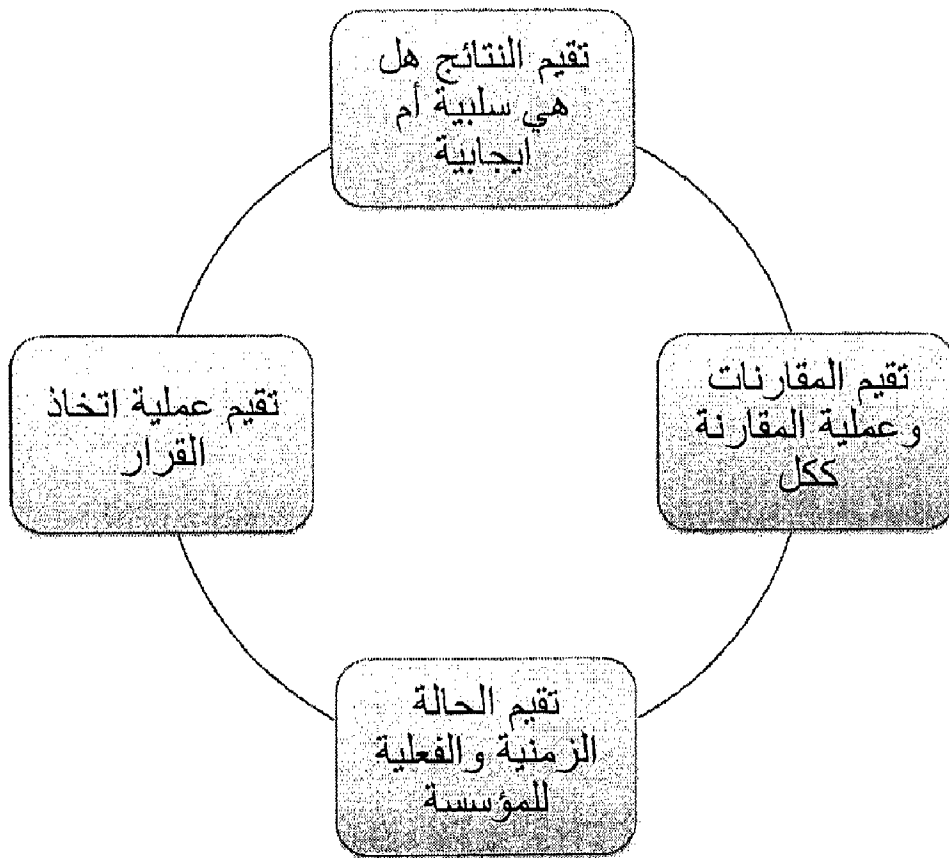 تقيم النتائج هل
هي سلبية أم
ايجابية
تقيم المقارنات
وعملية المقارنة
ككل
تقيم عملية اتخاذ
القرار
تقيم الحالة
الزمنية والفعلية
للمؤسسة